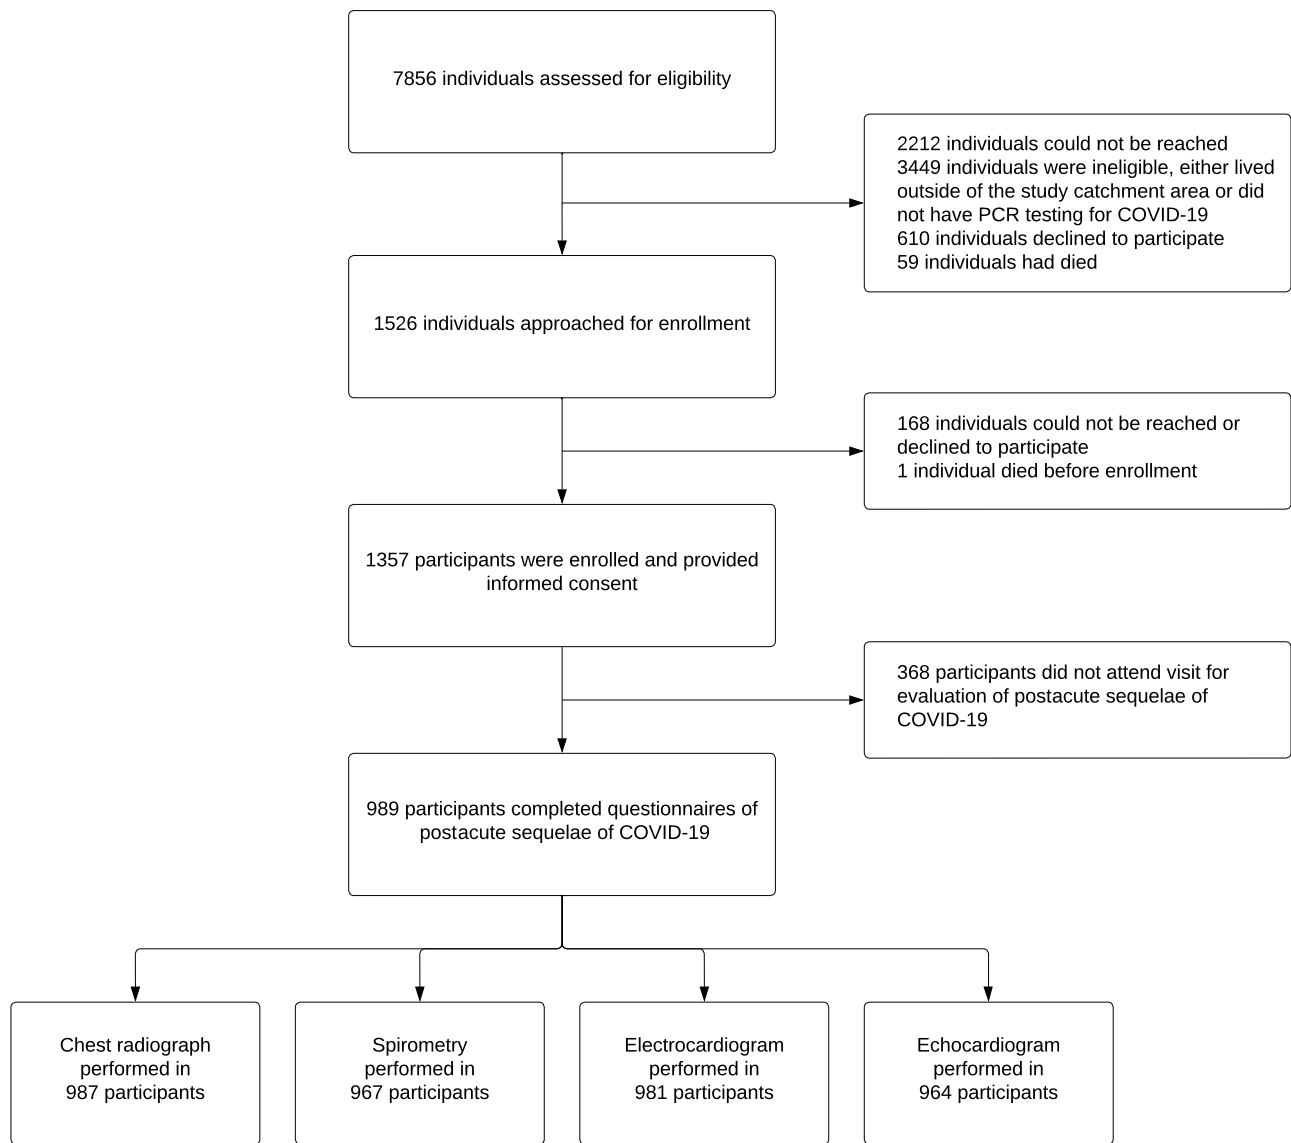 7856 individuals assessed for eligibility
2212 individuals could not be reached
3449 individuals were ineligible, either lived
outside of the study catchment area or did
not have PCR testing for COVID-19
610 individuals declined to participate
59 individuals had died
1526 individuals approached for enrollment
168 individuals could not be reached or
declined to participate
1 individual died before enrollment
1357 participants were enrolled and provided
informed consent
368 participants did not attend visit for
evaluation of postacute sequelae of
COVID-19
989 participants completed questionnaires of
postacute sequelae of COVID-19
Chest radiograph
performed in
987 participants
Spirometry
performed in
967 participants
Electrocardiogram
performed in
981 participants
Echocardiogram
performed in
964 participants